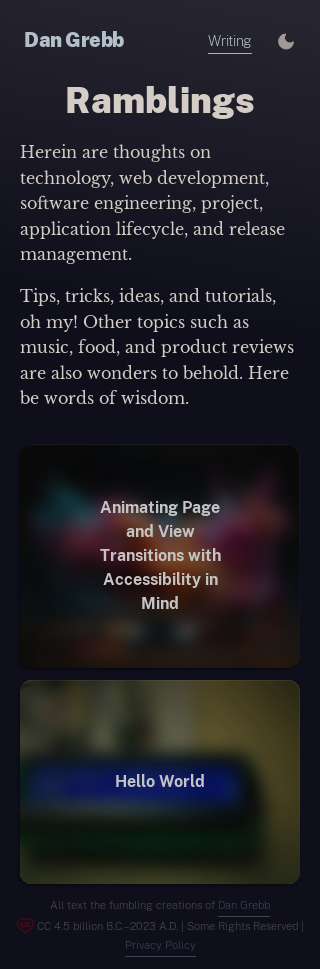 Dan Grebb
Writing
Ramblings
Herein are thoughts on
technology, web development,
software engineering, project,
application lifecycle, and release
management.
Tips, tricks, ideas, and tutorials,
oh my! Other topics such as
music, food, and product reviews
are also wonders to behold. Here
be words of wisdom.
Animating Page
and View
Transitions with
Accessibility in
Mind
Hello World
All text the fumbling creations of Dan Grebb
CC 4.5 billion B.C.–2023 A.D. | Some Rights Reserved |
Privacy Policy